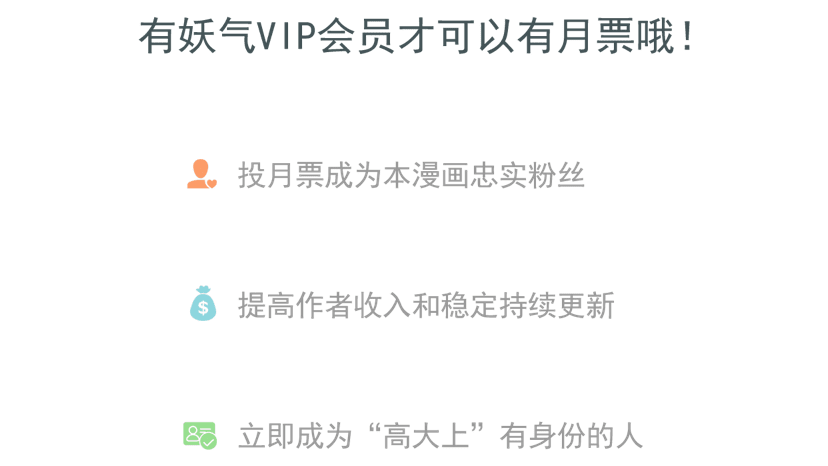 有妖气VIP会员才可以有月票哦!
投月票成为本漫画忠实粉丝
提高作者收入和稳定持续更新
立即成为“高大上”有身份的人